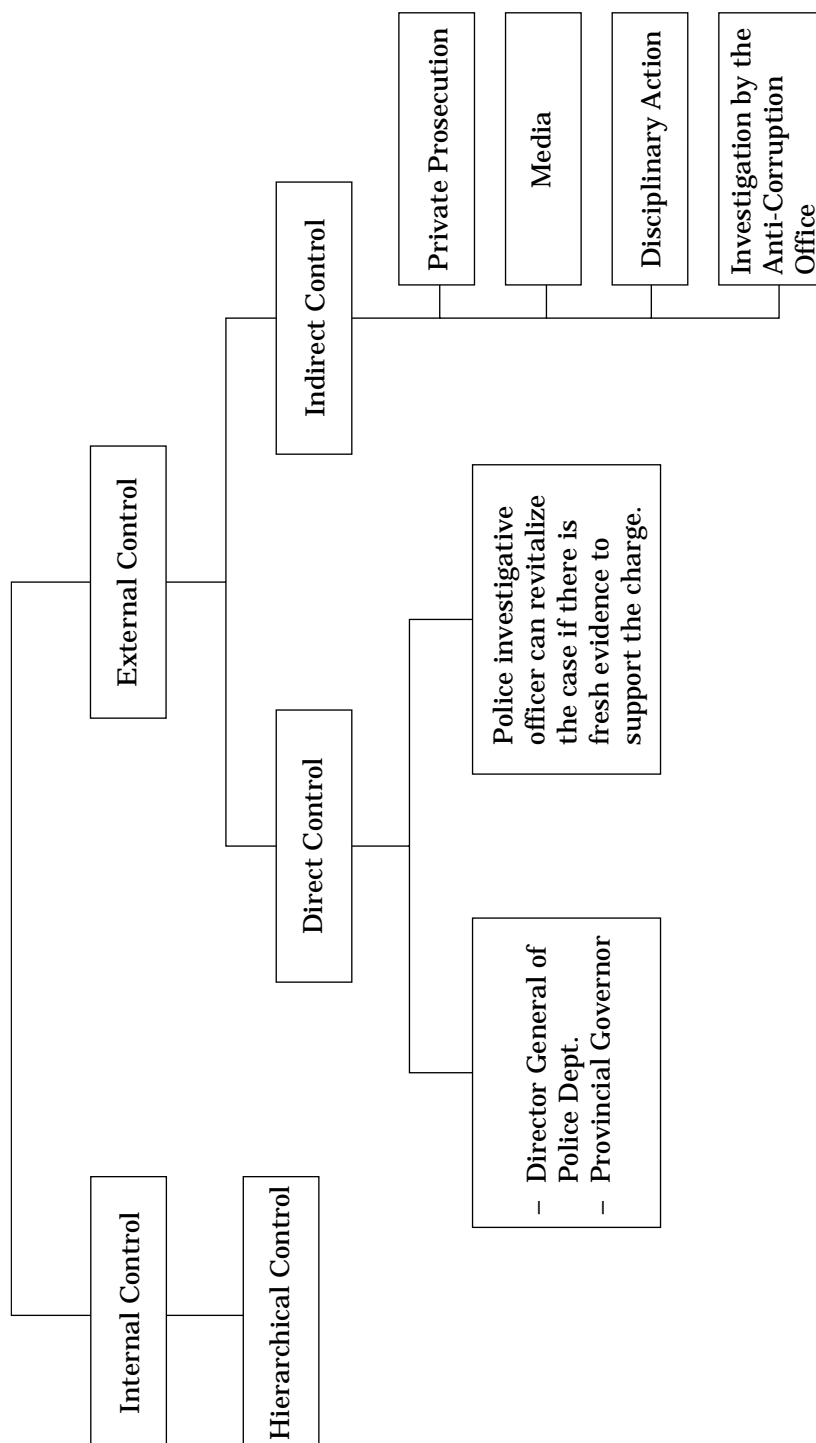 Internal Control
External Control
Hierarchical Control
Direct Control
Indirect Control
– Director General of
Police Dept.
– Provincial Governor
Police investigative
officer can revitalize
the case if there is
fresh evidence to
support the charge.
Private Prosecution
Media
Disciplinary Action
Investigation by the
Anti-Corruption
Office